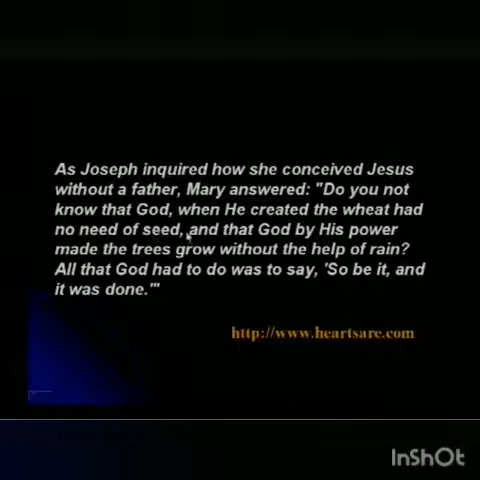 As Joseph inquired how she conceived Jesus
without a father, Mary answered: "Do you not
know that God, when He created the wheat had
no need of seed, and that God by His power
made the trees grow without the help of rain?
All that God had to do was to say, 'So be it, and
it was done.'"
http://www.heartsare.com
InShOt